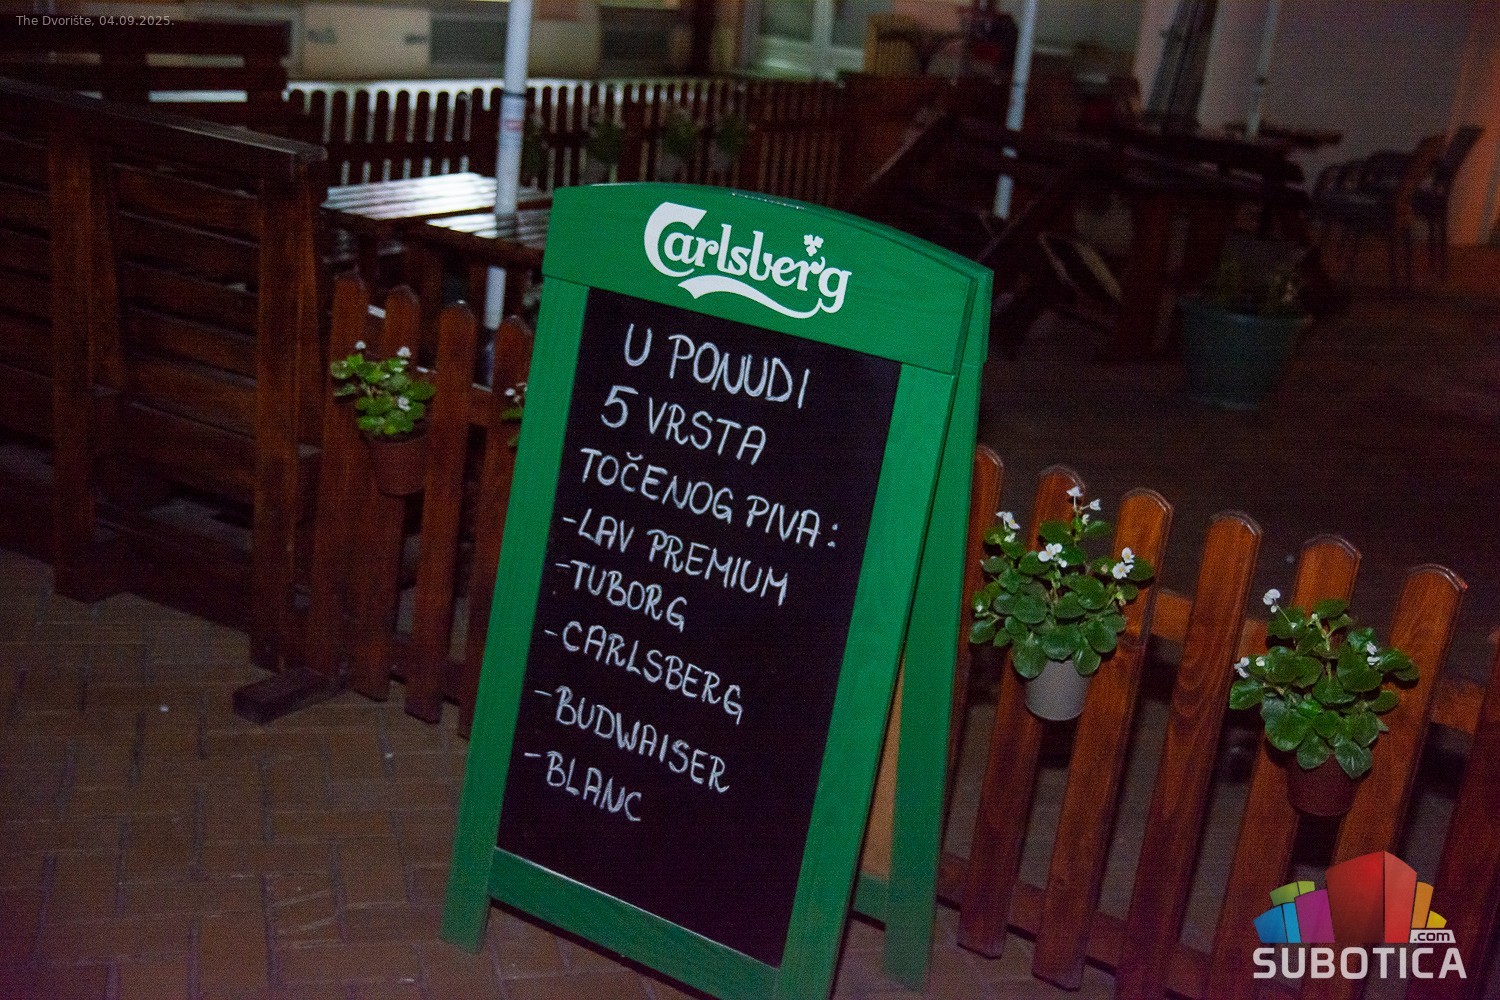 The Dvorište, 04.09.2025.
Carlsberg
U PONUDI
5 VRSTA
TOČENOG PIVA:
-LAV PREMIUM
-TUBORG
-CARLSBERG
-BUDWAISER
-BLANC
.com
SUBOTICA